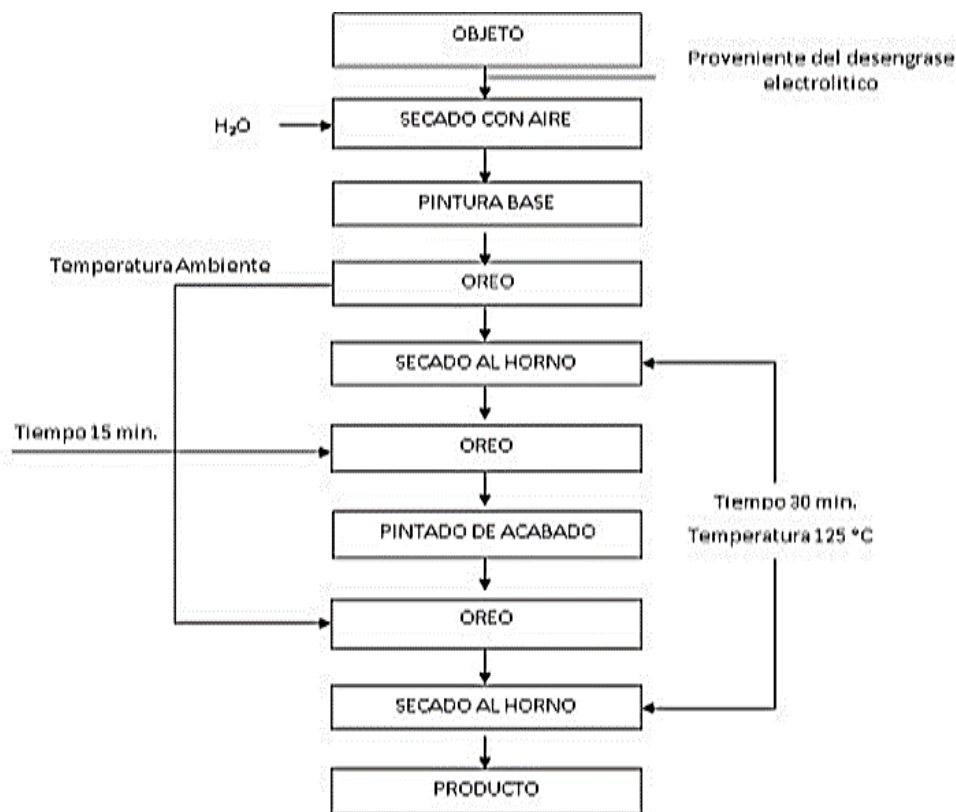 OBJETO
Proveniente del desengrase
electrolitico
H₂O
SECADO CON AIRE
PINTURA BASE
Temperatura Ambiente
OREO
SECADO AL HORNO
Tiempo 15 min.
OREO
Tiempo 30 min.
Temperatura 125 °C
PINTADO DE ACABADO
OREO
SECADO AL HORNO
PRODUCTO